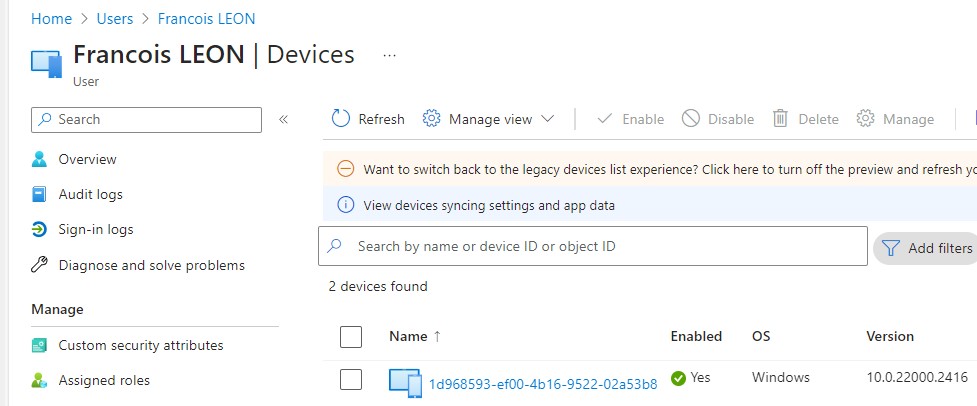 Home > Users > Francois LEON
Francois LEON | Devices ...
User
Search «
Refresh Manage view Enable Disable Delete Manage
Overview
Audit logs
Sign-in logs
Diagnose and solve problems
Manage
Custom security attributes
Assigned roles
Want to switch back to the legacy devices list experience? Click here to turn off the preview and refresh yo
View devices syncing settings and app data
Search by name or device ID or object ID
Add filters
2 devices found
Name ↑ Enabled OS Version
1d968593-ef00-4b16-9522-02a53b8 Yes Windows 10.0.22000.2416